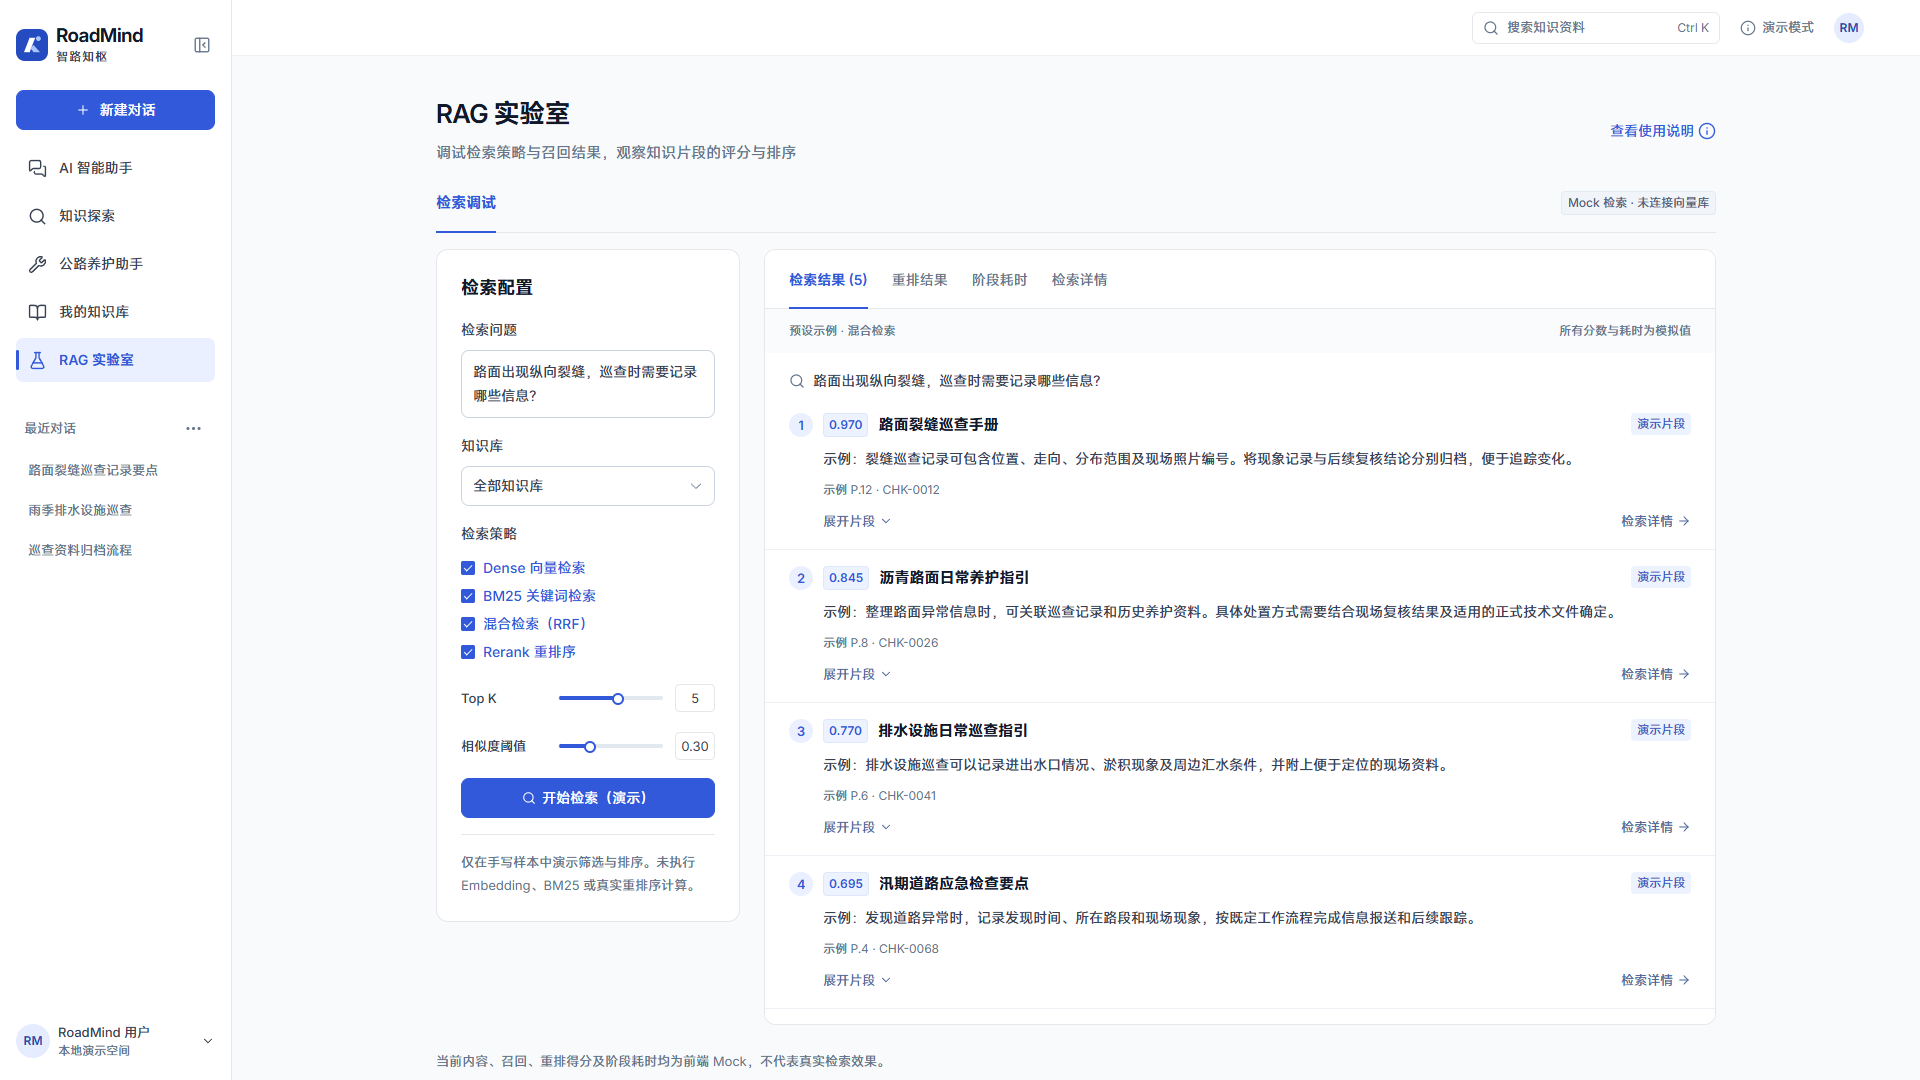 RoadMind
智路知枢
新建对话
AI 智能助手
知识探索
公路养护助手
我的知识库
RAG 实验室
最近对话
路面裂缝巡查记录要点
雨季排水设施巡查
巡查资料归档流程
RM
RoadMind 用户
本地演示空间
搜索知识资料
Ctrl K
演示模式
RM
RAG 实验室
调试检索策略与召回结果，观察知识片段的评分与排序
查看使用说明
检索调试
Mock 检索 · 未连接向量库
检索配置
检索问题
路面出现纵向裂缝，巡查时需要记录
哪些信息？
知识库
全部知识库
检索策略
Dense 向量检索
BM25 关键词检索
混合检索（RRF）
Rerank 重排序
Top K
5
相似度阈值
0.30
开始检索（演示）
仅在手写样本中演示筛选与排序。未执行
Embedding、BM25 或真实重排序计算。
检索结果 (5)
重排结果
阶段耗时
检索详情
预设示例 · 混合检索
所有分数与耗时为模拟值
路面出现纵向裂缝，巡查时需要记录哪些信息？
1
0.970
路面裂缝巡查手册
演示片段
示例：裂缝巡查记录可包含位置、走向、分布范围及现场照片编号。将现象记录与后续复核结论分别归档，便于追踪变化。
示例 P.12 · CHK-0012
展开片段
检索详情
2
0.845
沥青路面日常养护指引
演示片段
示例：整理路面异常信息时，可关联巡查记录和历史养护资料。具体处置方式需要结合现场复核结果及适用的正式技术文件确定。
示例 P.8 · CHK-0026
展开片段
检索详情
3
0.770
排水设施日常巡查指引
演示片段
示例：排水设施巡查可以记录进出水口情况、淤积现象及周边汇水条件，并附上便于定位的现场资料。
示例 P.6 · CHK-0041
展开片段
检索详情
4
0.695
汛期道路应急检查要点
演示片段
示例：发现道路异常时，记录发现时间、所在路段和现场现象，按既定工作流程完成信息报送和后续跟踪。
示例 P.4 · CHK-0068
展开片段
检索详情
当前内容、召回、重排得分及阶段耗时均为前端 Mock，不代表真实检索效果。